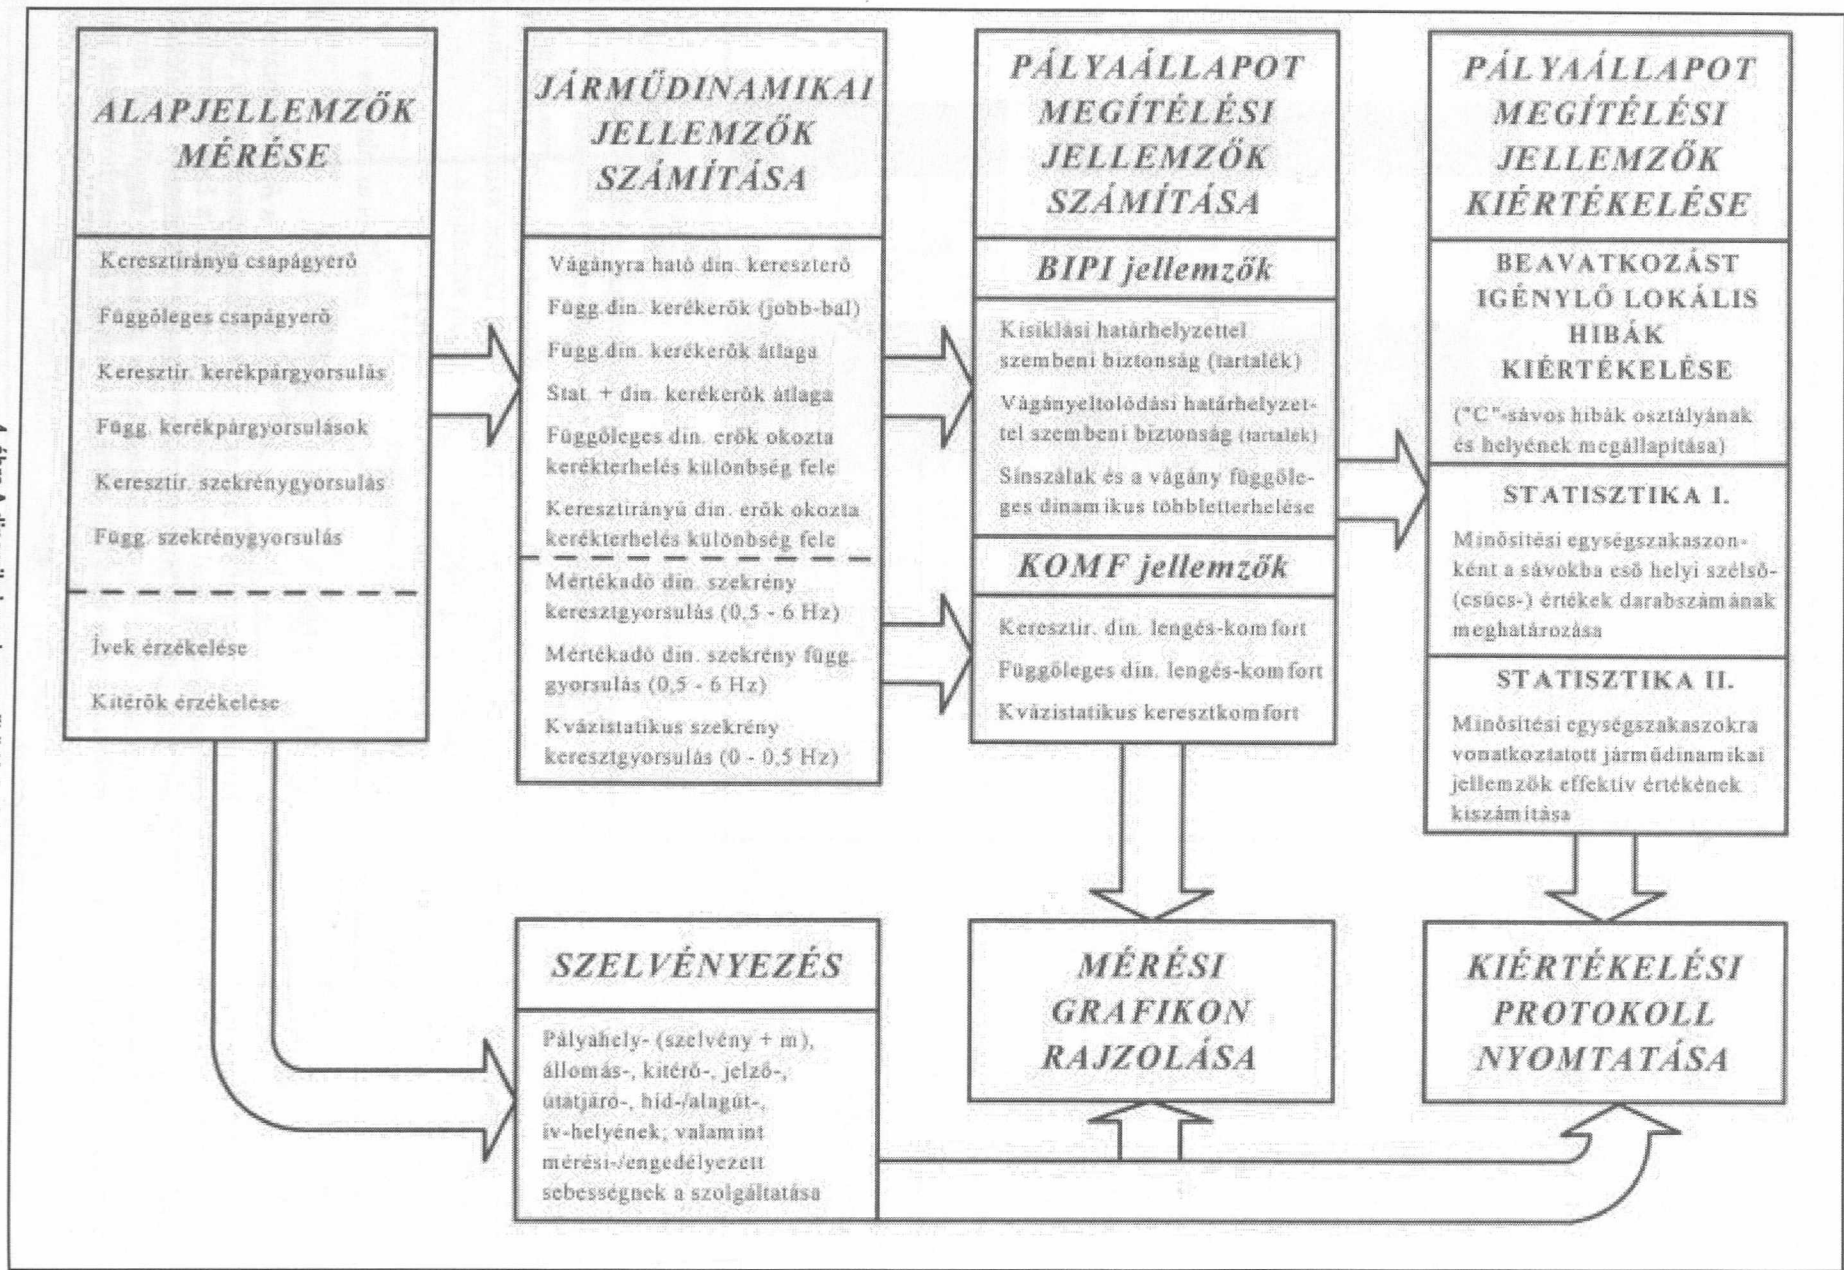 ALAPJELLEMZŐK
MÉRÉSE
Keresztirányú csapágyerő
Függőleges csapágyerő
Keresztir. kerékpárgyorsulás
Függ. kerékpárgyorsulások
Keresztir. szekrénygyorsulás
Függ. szekrénygyorsulás
Ívek érzékelése
Kitérők érzékelése
JÁRMŰDINAMIKAI
JELLEMZŐK
SZÁMÍTÁSA
Vágányra ható din. kereszterő
Függ.din. kerékerők (jobb-bal)
Függ.din. kerékerők átlaga
Stat. + din. kerékerők átlaga
Függőleges din. erők okozta
kerékterhelés különbség fele
Keresztirányú din. erők okozta
kerékterhelés különbség fele
Mértékadó din. szekrény
keresztgyorsulás (0,5 - 6 Hz)
Mértékadó din. szekrény függ.
gyorsulás (0,5 - 6 Hz)
Kvázistatikus szekrény
keresztgyorsulás (0 - 0,5 Hz)
PÁLYAÁLLAPOT
MEGÍTÉLÉSI
JELLEMZŐK
SZÁMÍTÁSA
BIPI jellemzők
Kisiklási határhelyzettel
szembeni biztonság (tartalék)
Vágányeltolódási határhelyzet-
tel szembeni biztonság (tartalék)
Sínszálak és a vágány függőle-
ges dinamikus többletterhelése
KOMF jellemzők
Keresztir. din. lengés-komfort
Függőleges din. lengés-komfort
Kvázistatikus keresztkomfort
PÁLYAÁLLAPOT
MEGÍTÉLÉSI
JELLEMZŐK
KIÉRTÉKELÉSE
BEAVATKOZÁST
IGÉNYLŐ LOKÁLIS
HIBÁK
KIÉRTÉKELÉSE
("C"-sávos hibák osztályának
és helyének megállapítása)
STATISZTIKA I.
Minősítési egységszakaszon-
ként a sávokba eső helyi szélső-
(csúcs-) értékek darabszámának
meghatározása
STATISZTIKA II.
Minősítési egységszakaszokra
vonatkoztatott járműdinamikai
jellemzők effektív értékének
kiszámítása
SZELVÉNYEZÉS
Pályahely- (szelvény + m),
állomás-, kitérő-, jelző-,
útátjáró-, híd-/alagút-,
ív-helyének; valamint
mérési-/engedélyezett
sebességnek a szolgáltatása
MÉRÉSI
GRAFIKON
RAJZOLÁSA
KIÉRTÉKELÉSI
PROTOKOLL
NYOMTATÁSA